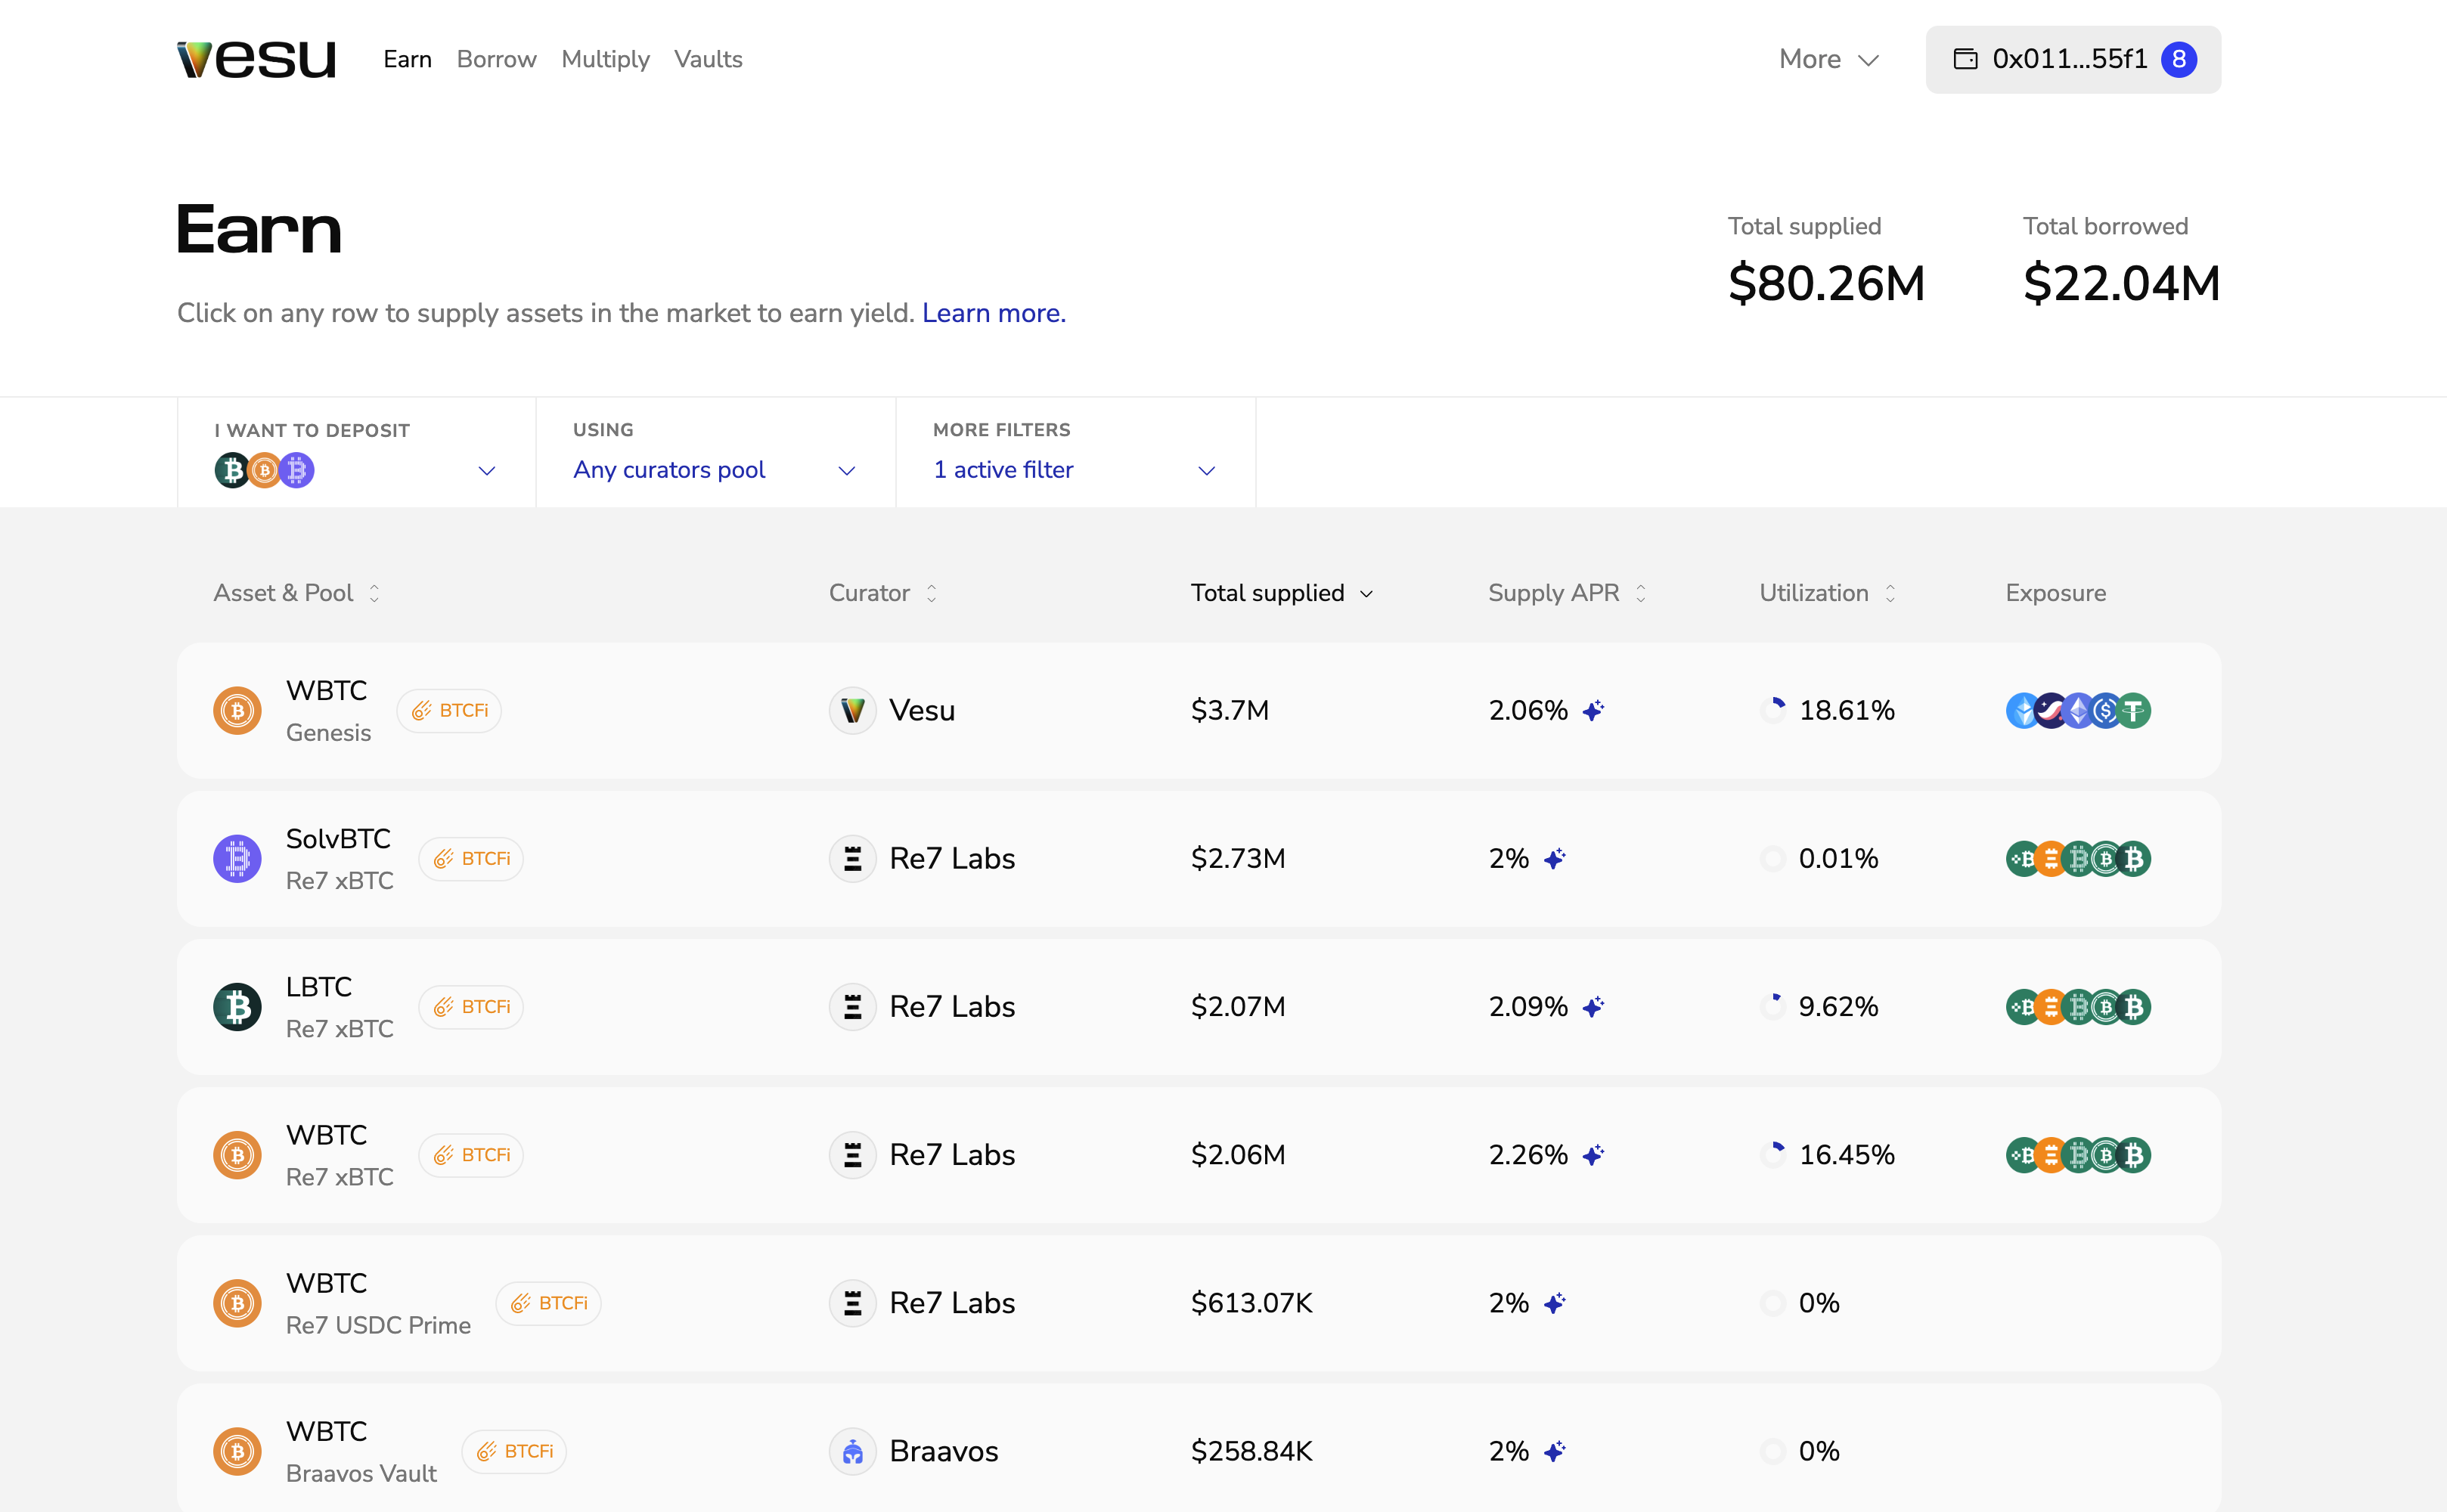 vesu Earn Borrow Multiply Vaults More 0x011...55f1 8
Earn
Click on any row to supply assets in the market to earn yield. Learn more.
Total supplied Total borrowed
$80.26M $22.04M
I WANT TO DEPOSIT USING MORE FILTERS
Any curators pool 1 active filter
Asset & Pool Curator Total supplied Supply APR Utilization Exposure
WBTC
Genesis
BTCFi Vesu $3.7M 2.06% 18.61%
SolvBTC
Re7 xBTC
BTCFi Re7 Labs $2.73M 2% 0.01%
LBTC
Re7 xBTC
BTCFi Re7 Labs $2.07M 2.09% 9.62%
WBTC
Re7 xBTC
BTCFi Re7 Labs $2.06M 2.26% 16.45%
WBTC
Re7 USDC Prime
BTCFi Re7 Labs $613.07K 2% 0%
WBTC
Braavos Vault
BTCFi Braavos $258.84K 2% 0%